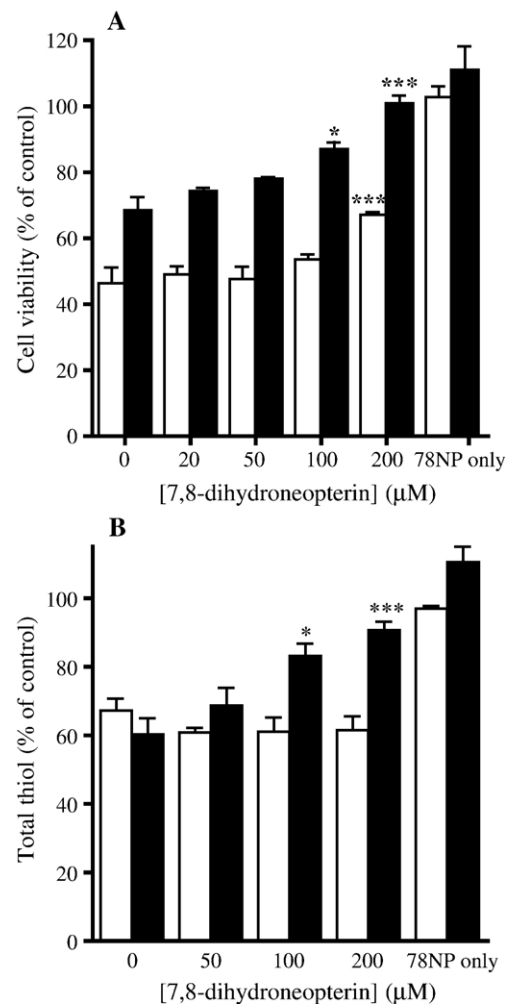 A
120
100
80
60
40
20
0
Cell viability (% of control)
*
***
***
0 20 50 100 200 78NP only
[7,8-dihydroneopterin] (μM)
B
100
80
60
40
20
0
Total thiol (% of control)
*
***
0 50 100 200 78NP only
[7,8-dihydroneopterin] (μM)